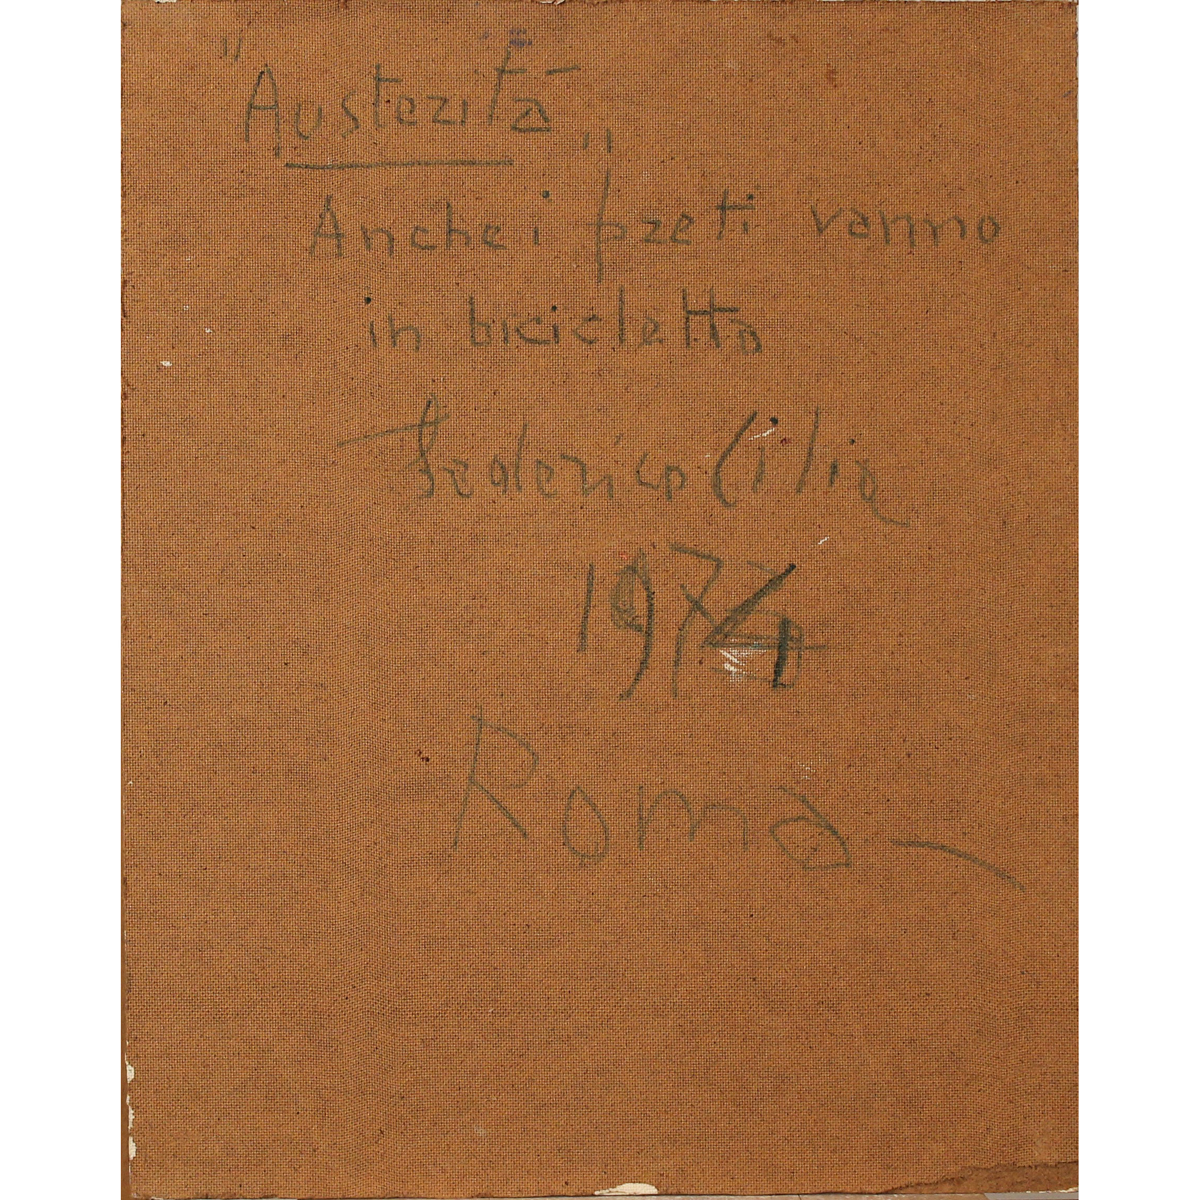 "Austerità"
Anche i preti vanno
in bicicletta
Federico Cilia
1974
Roma